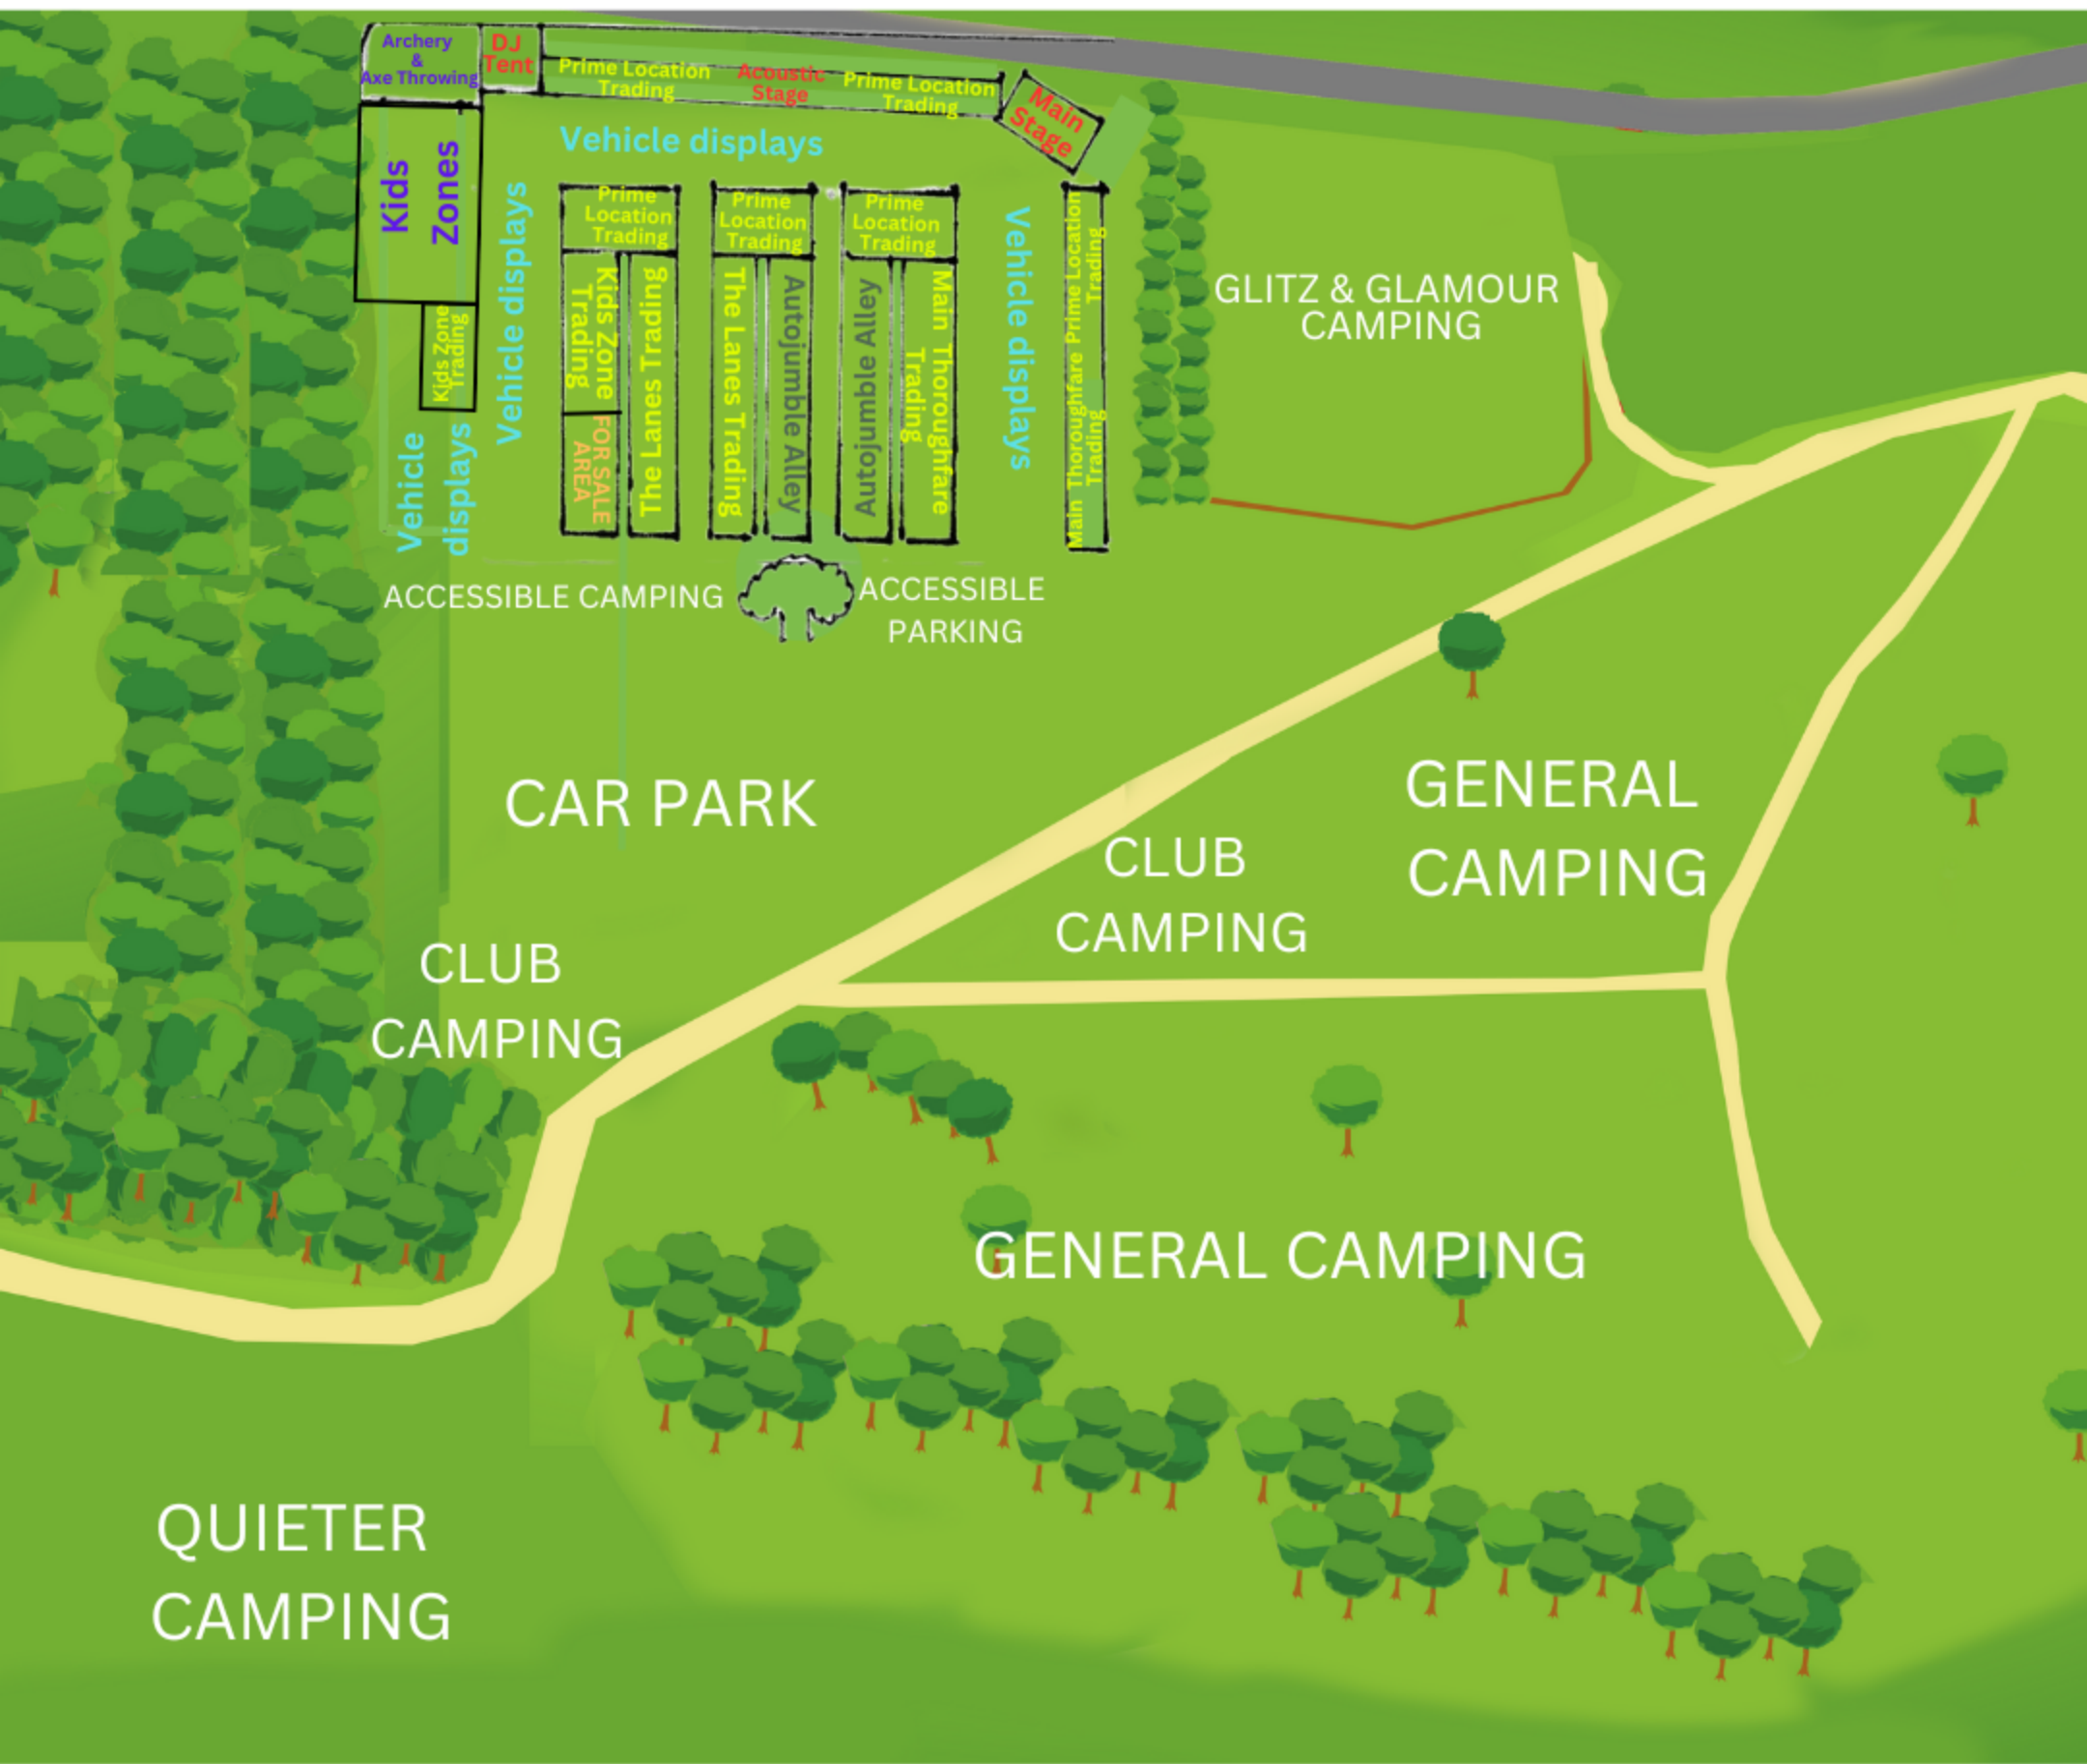 Archery
&
Axe Throwing
DJ
Tent
Prime Location
Trading
Acoustic
Stage
Prime Location
Trading
Main
Stage
Vehicle displays
Kids
Zones
Kids Zone
Trading
Vehicle displays
Vehicle
displays
Prime
Location
Trading
Prime
Location
Trading
Prime
Location
Trading
Kids Zone
Trading
FOR SALE
AREA
The Lanes Trading
The Lanes Trading
Autojumble Alley
Autojumble Alley
Main Thoroughfare
Trading
Vehicle displays
Main Thoroughfare Prime Location
Trading
Trading
GLITZ & GLAMOUR
CAMPING
ACCESSIBLE CAMPING
ACCESSIBLE
PARKING
CAR PARK
GENERAL
CAMPING
CLUB
CAMPING
CLUB
CAMPING
GENERAL CAMPING
QUIETER
CAMPING